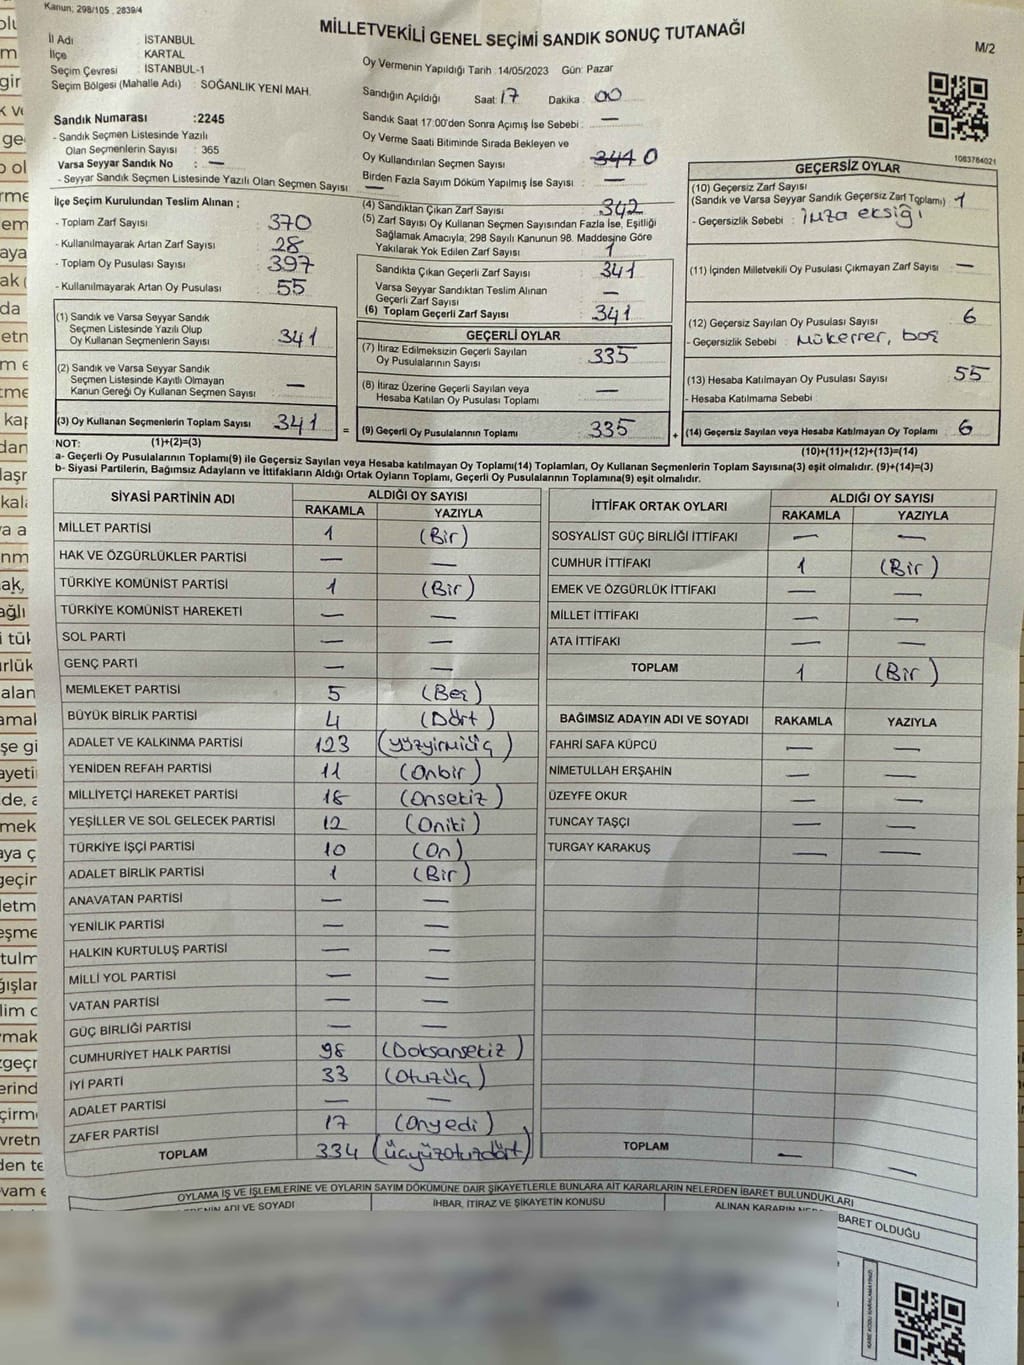 Kanun: 298/105 , 2839/4
MİLLETVEKİLİ GENEL SEÇİMİ SANDIK SONUÇ TUTANAĞI
M/2
İl Adı İSTANBUL
İlçe KARTAL
Seçim Çevresi : İSTANBUL-1
Seçim Bölgesi (Mahalle Adı) : SOĞANLIK YENİ MAH.
Oy Vermenin Yapıldığı Tarih :14/05/2023 Gün: Pazar
Sandığın Açıldığı Saat: 17 Dakika : 00
Sandık Saat 17:00'den Sonra Açımış İse Sebebi : —
Oy Verme Saati Bitiminde Sırada Bekleyen ve
Oy Kullandırılan Seçmen Sayısı 0
Birden Fazla Sayım Döküm Yapılmış İse Sayısı : —
Sandık Numarası :2245
- Sandık Seçmen Listesinde Yazılı
Olan Seçmenlerin Sayısı : 365
Varsa Seyyar Sandık No : —
- Seyyar Sandık Seçmen Listesinde Yazılı Olan Seçmen Sayısı —
İlçe Seçim Kurulundan Teslim Alınan ;
- Toplam Zarf Sayısı : 370
- Kullanılmayarak Artan Zarf Sayısı : 28
- Toplam Oy Pusulası Sayısı : 397
- Kullanılmayarak Artan Oy Pusulası : 55
(1) Sandık ve Varsa Seyyar Sandık
Seçmen Listesinde Yazılı Olup
Oy Kullanan Seçmenlerin Sayısı 341
(2) Sandık ve Varsa Seyyar Sandık
Seçmen Listesinde Kayıtlı Olmayan
Kanun Gereği Oy Kullanan Seçmen Sayısı —
(3) Oy Kullanan Seçmenlerin Toplam Sayısı 341
(4) Sandıktan Çıkan Zarf Sayısı 342
(5) Zarf Sayısı Oy Kullanan Seçmen Sayısından Fazla İse, Eşitliği
Sağlamak Amacıyla, 298 Sayılı Kanunun 98. Maddesine Göre
Yakılarak Yok Edilen Zarf Sayısı 1
Sandıkta Çıkan Geçerli Zarf Sayısı 341
Varsa Seyyar Sandıktan Teslim Alınan
Geçerli Zarf Sayısı —
(6) Toplam Geçerli Zarf Sayısı 341
GEÇERLİ OYLAR
(7) İtiraz Edilmeksizin Geçerli Sayılan
Oy Pusulalarının Sayısı 335
(8) İtiraz Üzerine Geçerli Sayılan veya
Hesaba Katılan Oy Pusulası Toplamı —
= (9) Geçerli Oy Pusulalarının Toplamı 335
1083784021
GEÇERSİZ OYLAR
(10) Geçersiz Zarf Sayısı
(Sandık ve Varsa Seyyar Sandık Geçersiz Zarf Toplamı) 1
- Geçersizlik Sebebi : İmza eksiği
(11) İçinden Milletvekili Oy Pusulası Çıkmayan Zarf Sayısı —
(12) Geçersiz Sayılan Oy Pusulası Sayısı 6
- Geçersizlik Sebebi : Mükerrer, boş
(13) Hesaba Katılmayan Oy Pusulası Sayısı 55
- Hesaba Katılmama Sebebi
+ (14) Geçersiz Sayılan veya Hesaba Katılmayan Oy Toplamı 6
NOT: (1)+(2)=(3)
(10)+(11)+(12)+(13)=(14)
a- Geçerli Oy Pusulalarının Toplamı(9) ile Geçersiz Sayılan veya Hesaba katılmayan Oy Toplamı(14) Toplamları, Oy Kullanan Seçmenlerin Toplam Sayısına(3) eşit olmalıdır. (9)+(14)=(3)
b- Siyasi Partilerin, Bağımsız Adayların ve İttifakların Aldığı Ortak Oyların Toplamı, Geçerli Oy Pusulalarının Toplamına(9) eşit olmalıdır.
SİYASİ PARTİNİN ADI ALDIĞI OY SAYISI
RAKAMLA YAZIYLA
MİLLET PARTİSİ 1 (Bir)
HAK VE ÖZGÜRLÜKLER PARTİSİ — —
TÜRKİYE KOMÜNİST PARTİSİ 1 (Bir)
TÜRKİYE KOMÜNİST HAREKETİ — —
SOL PARTİ — —
GENÇ PARTİ — —
MEMLEKET PARTİSİ 5 (Beş)
BÜYÜK BİRLİK PARTİSİ 4 (Dört)
ADALET VE KALKINMA PARTİSİ 123 (yüzyirmiüç)
YENİDEN REFAH PARTİSİ 11 (Onbir)
MİLLİYETÇİ HAREKET PARTİSİ 18 (Onsekiz)
YEŞİLLER VE SOL GELECEK PARTİSİ 12 (Oniki)
TÜRKİYE İŞÇİ PARTİSİ 10 (On)
ADALET BİRLİK PARTİSİ 1 (Bir)
ANAVATAN PARTİSİ — —
YENİLİK PARTİSİ — —
HALKIN KURTULUŞ PARTİSİ — —
MİLLİ YOL PARTİSİ — —
VATAN PARTİSİ — —
GÜÇ BİRLİĞİ PARTİSİ — —
CUMHURİYET HALK PARTİSİ 98 (Doksansekiz)
İYİ PARTİ 33 (Otuzüç)
ADALET PARTİSİ — —
ZAFER PARTİSİ 17 (Onyedi)
TOPLAM 334 (üçyüzotuzdört)
İTTİFAK ORTAK OYLARI ALDIĞI OY SAYISI
RAKAMLA YAZIYLA
SOSYALİST GÜÇ BİRLİĞİ İTTİFAKI — —
CUMHUR İTTİFAKI 1 (Bir)
EMEK VE ÖZGÜRLÜK İTTİFAKI — —
MİLLET İTTİFAKI — —
ATA İTTİFAKI — —
TOPLAM 1 (Bir)
BAĞIMSIZ ADAYIN ADI VE SOYADI RAKAMLA YAZIYLA
FAHRİ SAFA KÜPCÜ — —
NİMETULLAH ERŞAHİN — —
ÜZEYFE OKUR — —
TUNCAY TAŞÇI — —
TURGAY KARAKUŞ — —
TOPLAM — —
OYLAMA İŞ VE İŞLEMLERİNE VE OYLARIN SAYIM DÖKÜMÜNE DAİR ŞİKAYETLERLE BUNLARA AİT KARARLARIN NELERDEN İBARET BULUNDUKLARI
ADI VE SOYADI İHBAR, İTİRAZ VE ŞİKAYETİN KONUSU ALINAN KARARIN BARET OLDUĞU